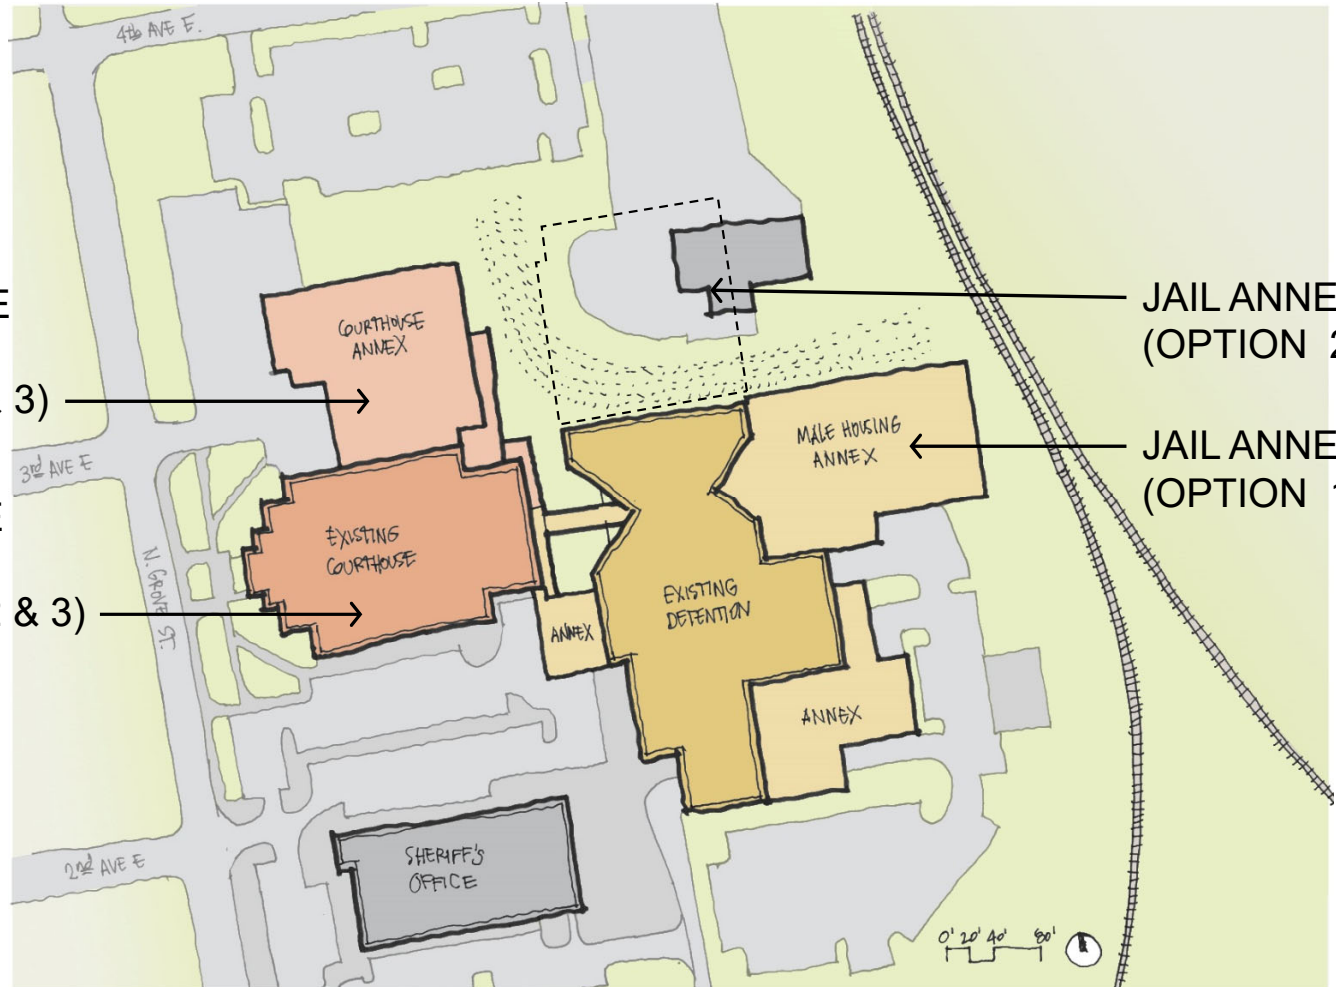 4th AVE E.
E
JAIL ANNE
(OPTION 2
COURTHOUSE
ANNEX
3)
MALE HOUSING
ANNEX
JAIL ANNE
(OPTION 1
3rd AVE E
E
EXISTING
COURTHOUSE
N. GROVE ST.
EXISTING
DETENTION
& 3)
ANNEX
ANNEX
2nd AVE E
SHERIFF'S
OFFICE
0' 20' 40' 80'